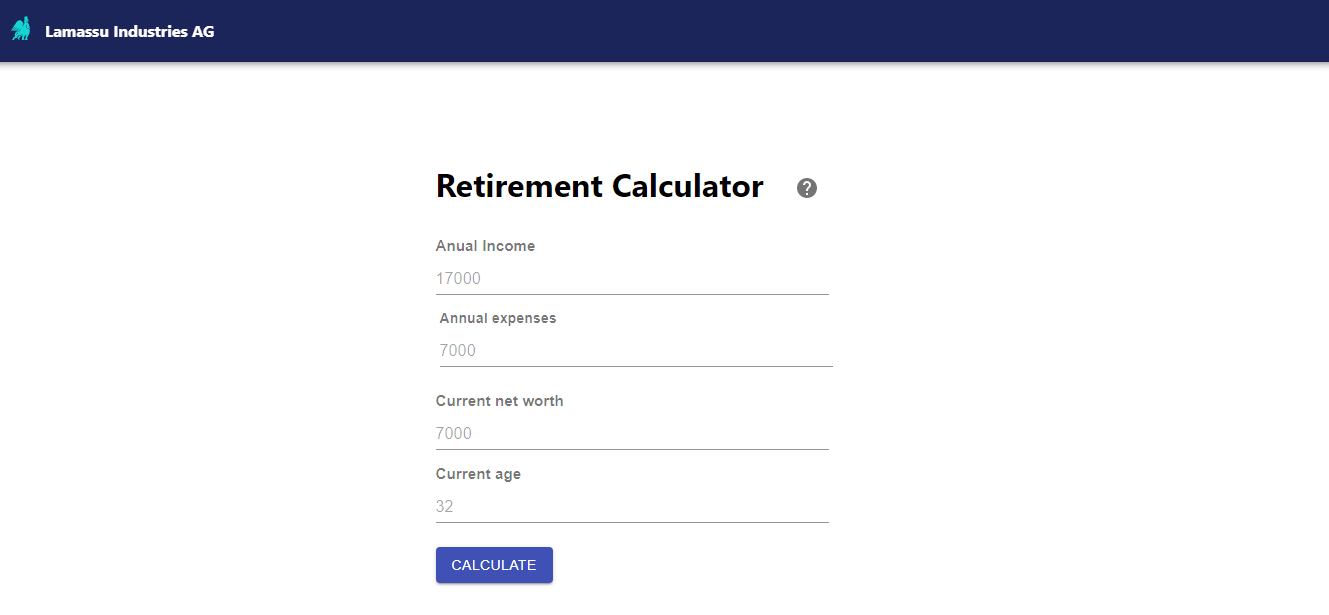 Lamassu Industries AG
Retirement Calculator ?
Anual Income
17000
Annual expenses
7000
Current net worth
7000
Current age
32
CALCULATE